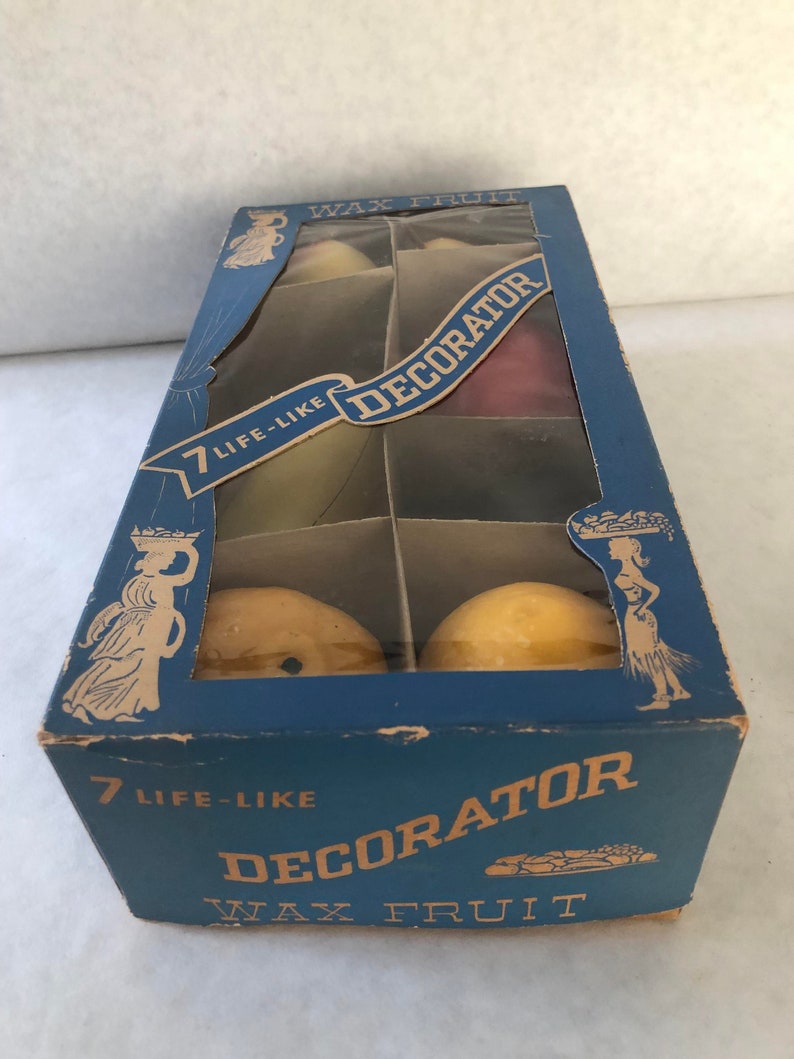 WAX FRUIT
7 LIFE-LIKE DECORATOR
7 LIFE-LIKE
DECORATOR
WAX FRUIT